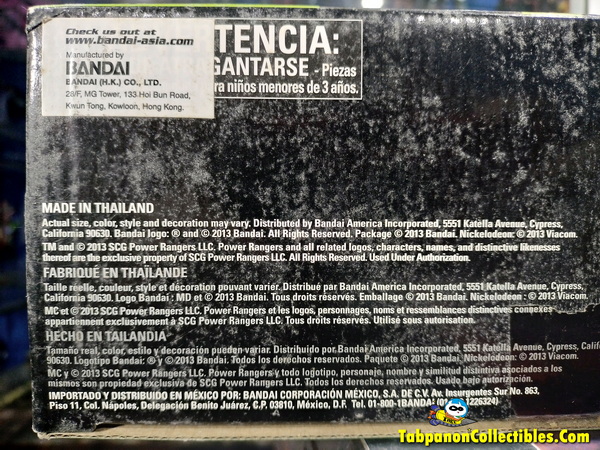 Check us out at
www.bandai-asia.com
Manufactured by
BANDAI
BANDAI (H.K.) CO., LTD.
28/F, MG Tower, 133 Hoi Bun Road,
Kwun Tong, Kowloon, Hong Kong.
TENCIA:
GANTARSE - Piezas
ra niños menores de 3 años.
MADE IN THAILAND
Actual size, color, style and decoration may vary. Distributed by Bandai America Incorporated, 5551 Katella Avenue, Cypress,
California 90630. Bandai logo: ® and © 2013 Bandai. All Rights Reserved. Package © 2013 Bandai. Nickelodeon: © 2013 Viacom.
TM and © 2013 SCG Power Rangers LLC. Power Rangers and all related logos, characters, names, and distinctive likenesses
thereof are the exclusive property of SCG Power Rangers LLC. All Rights Reserved. Used Under Authorization.
FABRIQUÉ EN THAÏLANDE
Taille réelle, couleur, style et décoration pouvant varier. Distribué par Bandai America Incorporated, 5551 Katella Avenue, Cypress,
California 90630. Logo Bandai : MD et © 2013 Bandai. Tous droits réservés. Emballage © 2013 Bandai. Nickelodeon : © 2013 Viacom.
MC et © 2013 SCG Power Rangers LLC. Power Rangers et les logos, personnages, noms et ressemblances distinctives connexes
appartiennent exclusivement à SCG Power Rangers LLC. Tous droits réservés. Utilisé sous autorisation.
HECHO EN TAILANDIA
Tamaño real, color, estilo y decoración pueden variar. Distribuido por Bandai America Incorporated, 5551 Katella Avenue, Cypress, Califo
90630. Logotipo Bandai: ® y © 2013 Bandai. Todos los derechos reservados. Paquete © 2013 Bandai. Nickelodeon: © 2013 Viacom.
MC y © 2013 SCG Power Rangers LLC. Power Rangers y todo logotipo, personaje, nombre y similitud distintiva asociados a los
mismos son propiedad exclusiva de SCG Power Rangers LLC. Todos los derechos reservados. Usado bajo autorización.
IMPORTADO Y DISTRIBUIDO EN MÉXICO POR: BANDAI CORPORACIÓN MÉXICO, S.A. DE C.V. Av. Insurgentes Sur No. 863,
Piso 11, Col. Nápoles, Delegación Benito Juárez, C.P. 03810, México, D.F. Tel. 01-800-1BANDA 1226324)
TabpanonCollectibles.Com